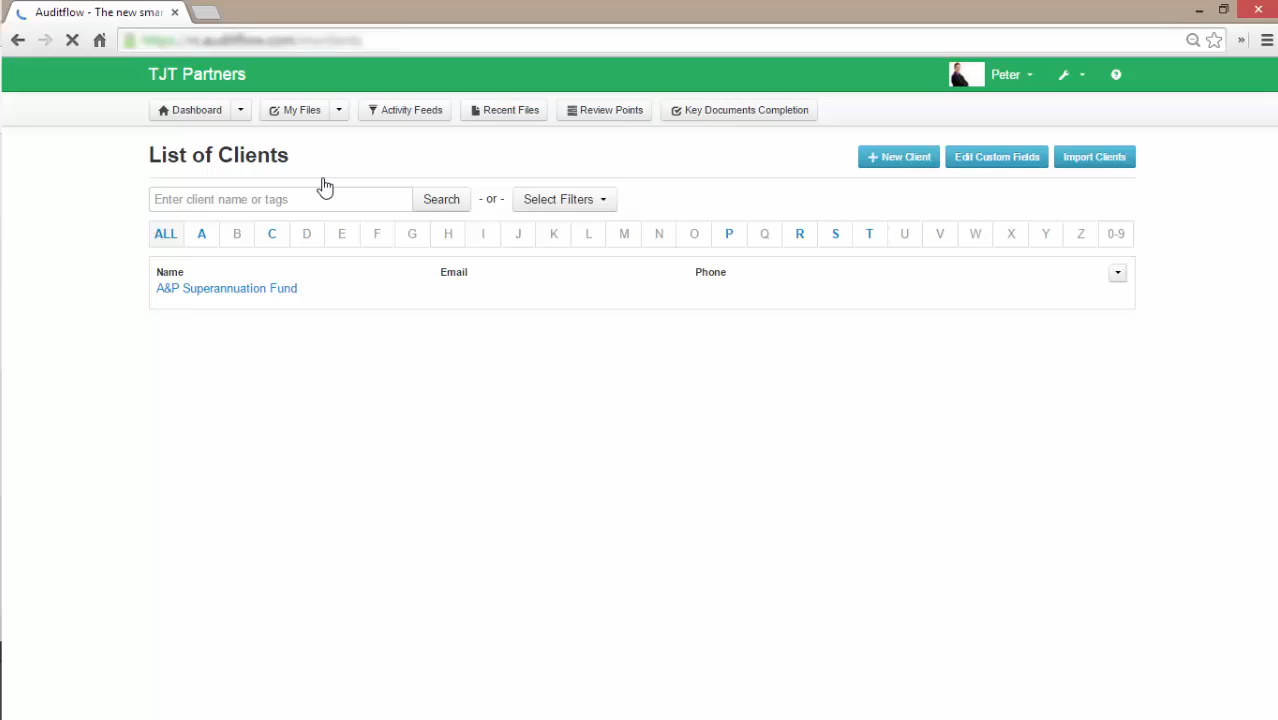 Auditflow - The new smar
TJT Partners
Peter
Dashboard
My Files
Activity Feeds
Recent Files
Review Points
Key Documents Completion
List of Clients
New Client
Edit Custom Fields
Import Clients
Enter client name or tags
Search
- or -
Select Filters
ALL A B C D E F G H I J K L M N O P Q R S T U V W X Y Z 0-9
Name Email Phone
A&P Superannuation Fund